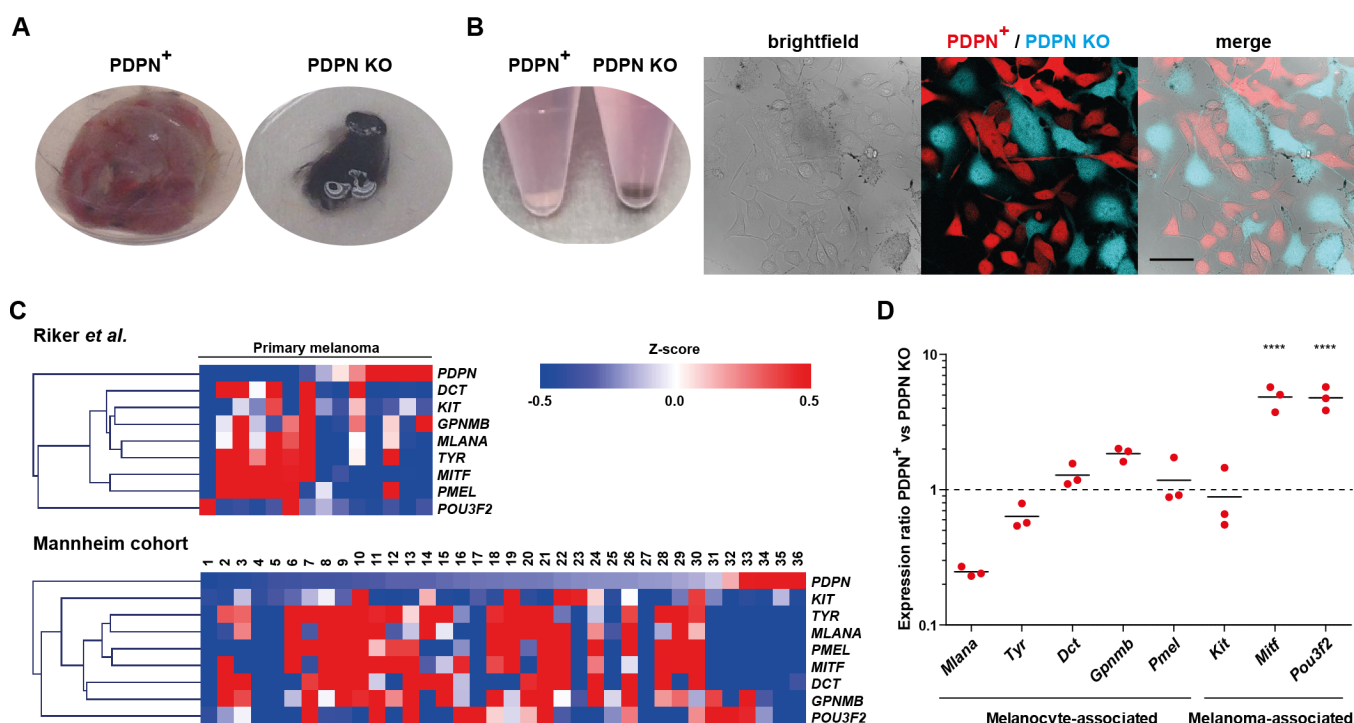 A
PDPN+
PDPN KO
B
PDPN+ PDPN KO
brightfield
PDPN+ / PDPN KO
merge
C
Riker et al.
Primary melanoma
PDPN
DCT
KIT
GPNMB
MLANA
TYR
MITF
PMEL
POU3F2
Z-score
-0.5 0.0 0.5
Mannheim cohort
1 2 4 5 3 7 8 9 10 11 12 13 14 15 16 17 18 19 20 21 22 23 24 25 26 27 28 29 30 31 32 33 34 35 36
PDPN
KIT
TYR
MLANA
PMEL
MITF
DCT
GPNMB
POU3F2
D
Expression ratio PDPN+ vs PDPN KO
10
1
0.1
**** ****
Mlana Tyr Dct Gpnmb Pmel Kit Mitf Pou3f2
Melanocyte-associated Melanoma-associated